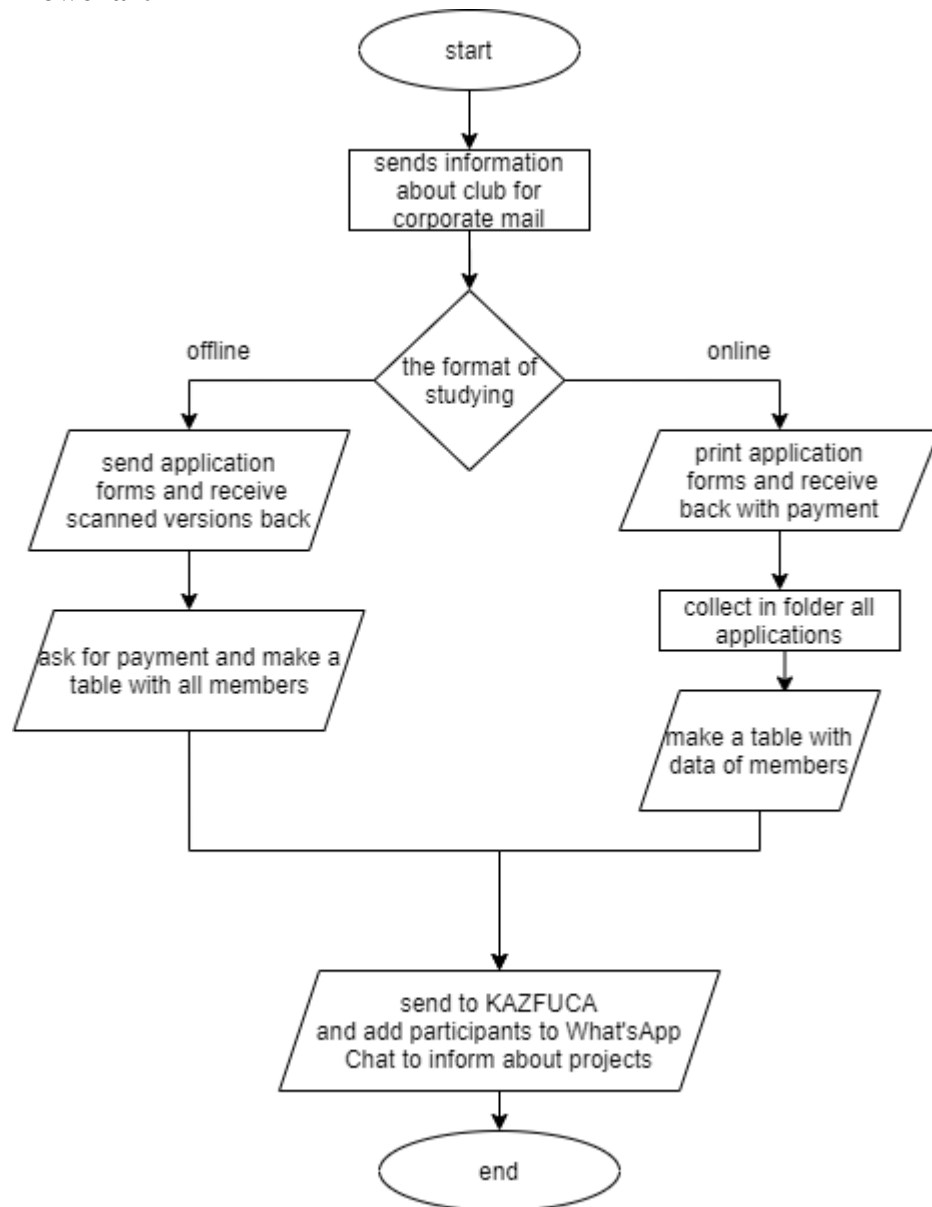 start
sends information
about club for
corporate mail
offline
the format of
studying
online
send application
forms and receive
scanned versions back
print application
forms and receive
back with payment
ask for payment and make a
table with all members
collect in folder all
applications
make a table with
data of members
send to KAZFUCA
and add participants to What'sApp
Chat to inform about projects
end